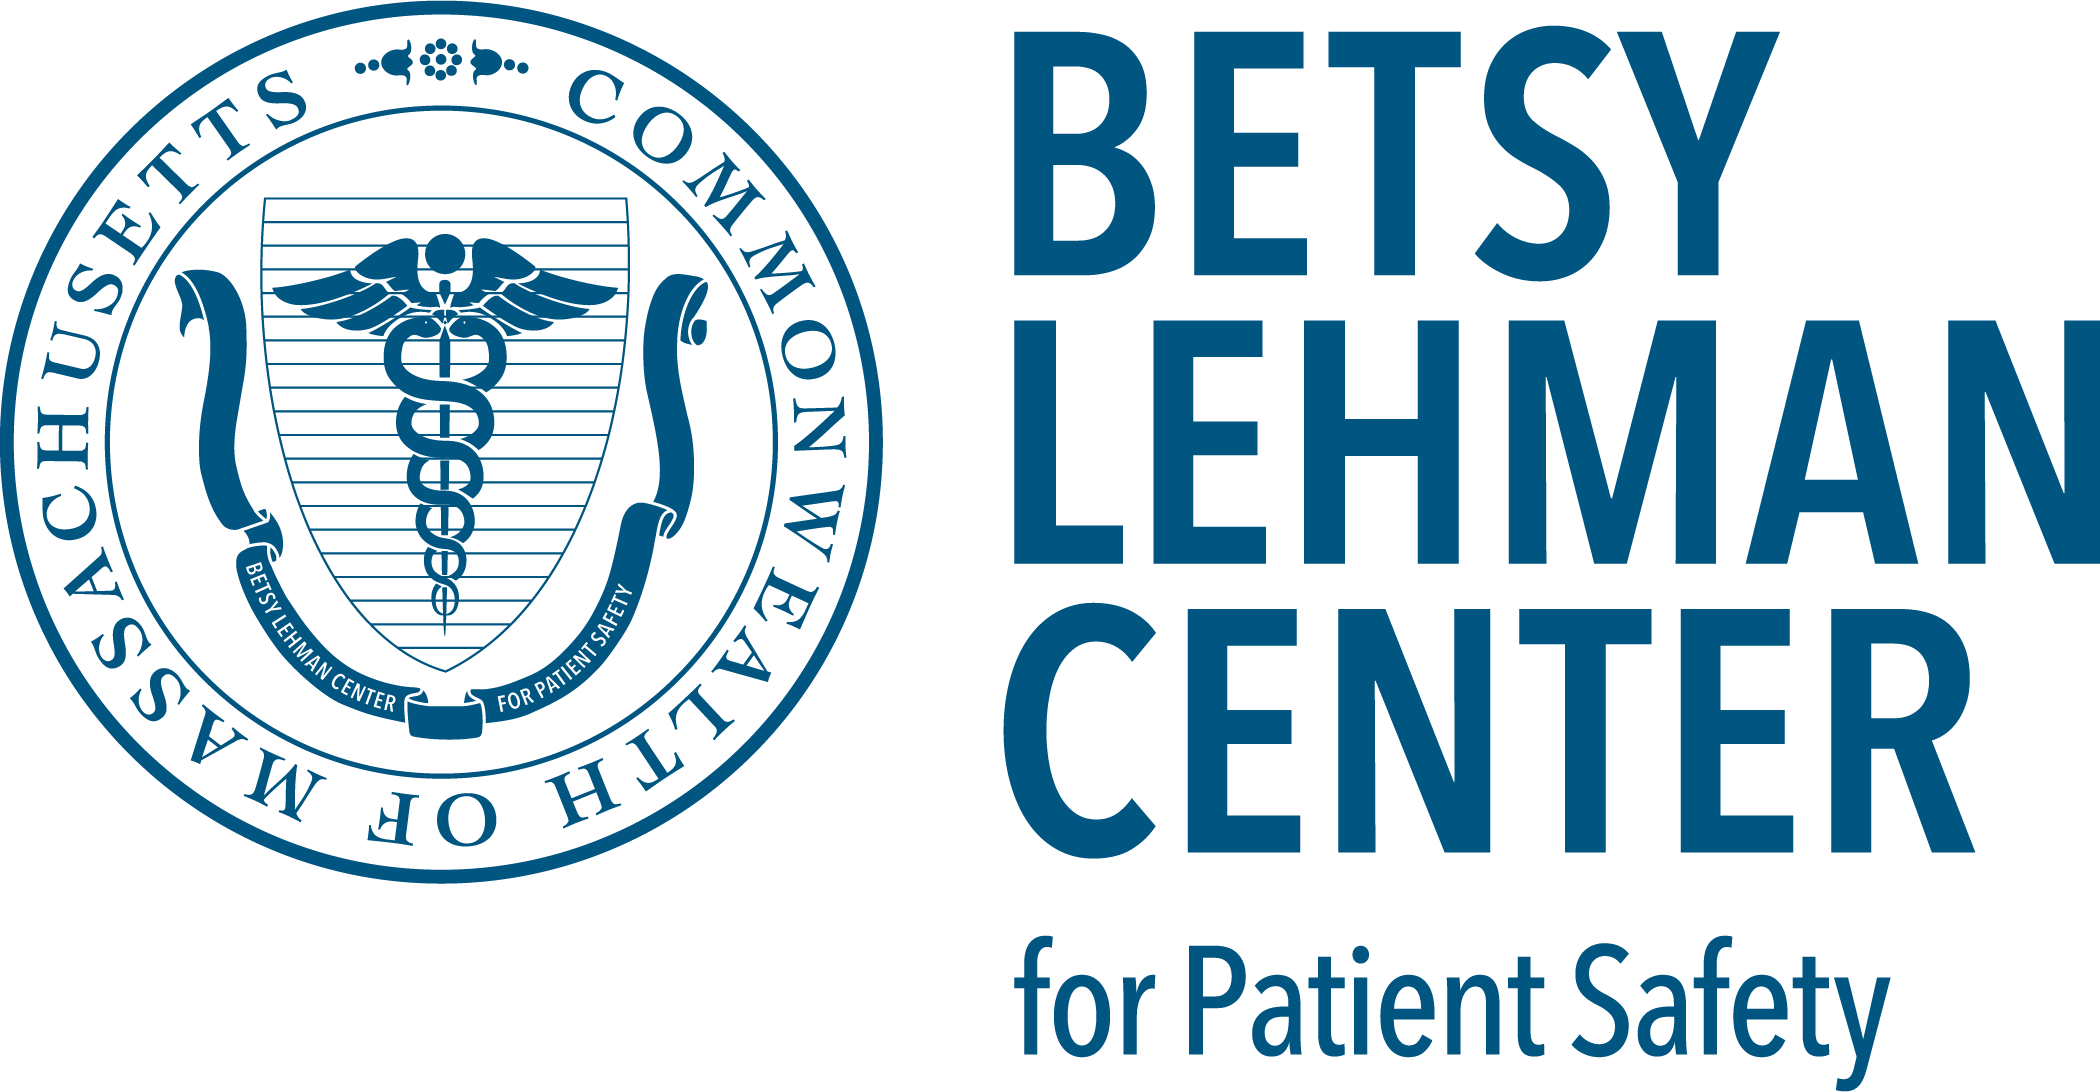 COMMONWEALTH OF MASSACHUSETTS
BETSY LEHMAN CENTER
FOR PATIENT SAFETY
BETSY
LEHMAN
CENTER
for Patient Safety